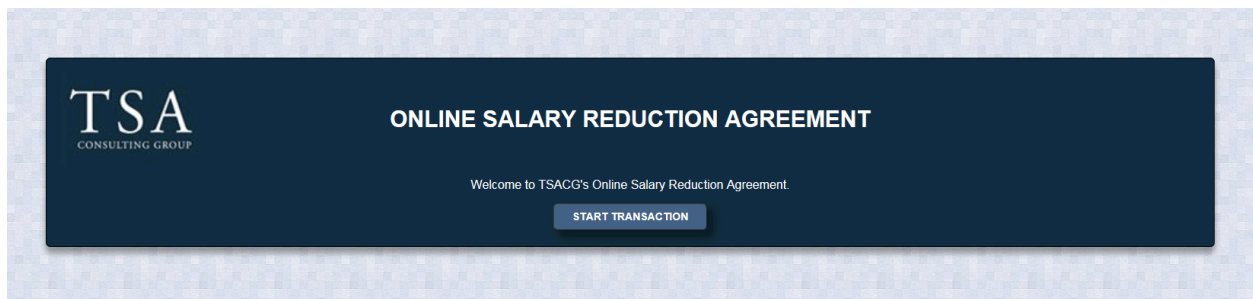 TSA
CONSULTING GROUP
ONLINE SALARY REDUCTION AGREEMENT
Welcome to TSACG's Online Salary Reduction Agreement.
START TRANSACTION